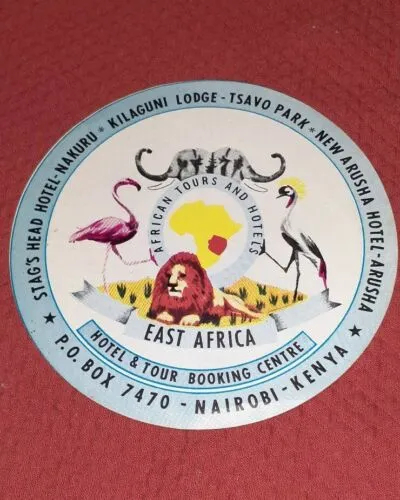 STAG'S HEAD HOTEL-NAKURU * KILAGUNI LODGE - TSAVO PARK * NEW ARUSHA HOTEL-ARUSHA
AFRICAN TOURS AND HOTELS
EAST AFRICA
HOTEL & TOUR BOOKING CENTRE
★ P.O. BOX 7470 - NAIROBI - KENYA ★